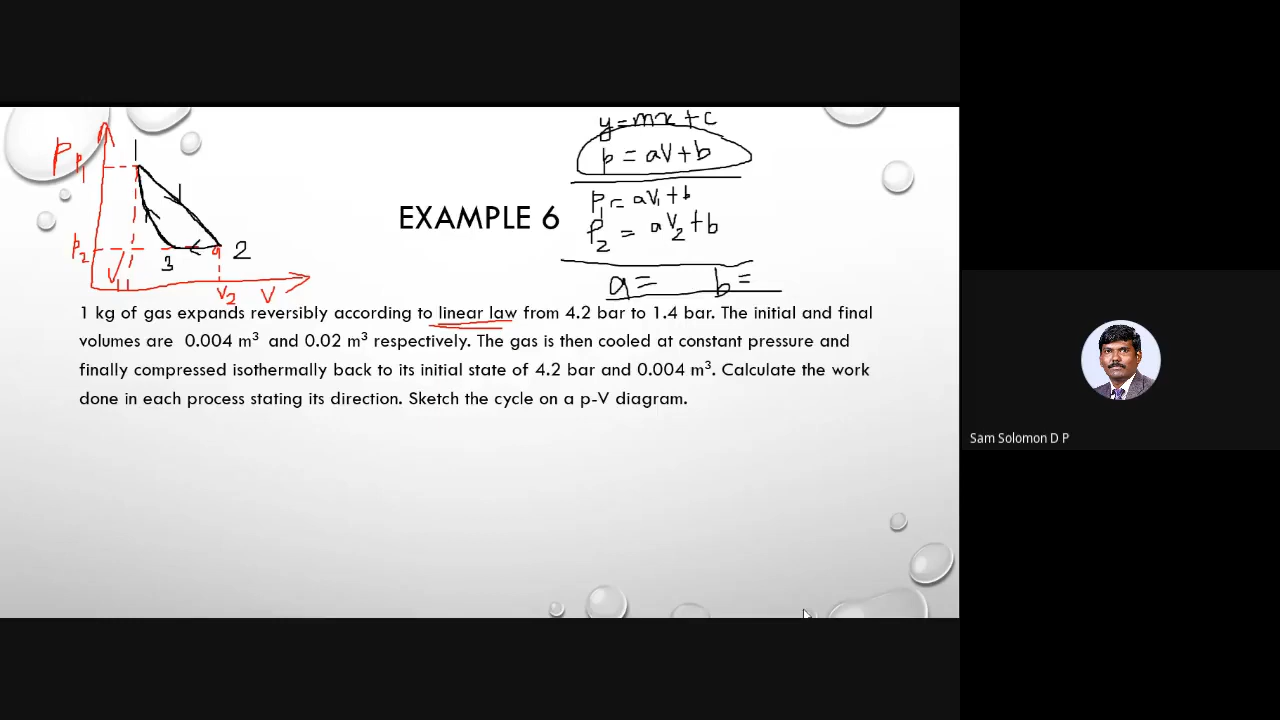 y=mx+c
p = aV+b
P P1 1
EXAMPLE 6
P1 = aV1+b
P2 = aV2+b
P2 3 2
V1 V2 V
a= b=
1 kg of gas expands reversibly according to linear law from 4.2 bar to 1.4 bar. The initial and final
volumes are 0.004 m³ and 0.02 m³ respectively. The gas is then cooled at constant pressure and
finally compressed isothermally back to its initial state of 4.2 bar and 0.004 m³. Calculate the work
done in each process stating its direction. Sketch the cycle on a p-V diagram.
Sam Solomon D P